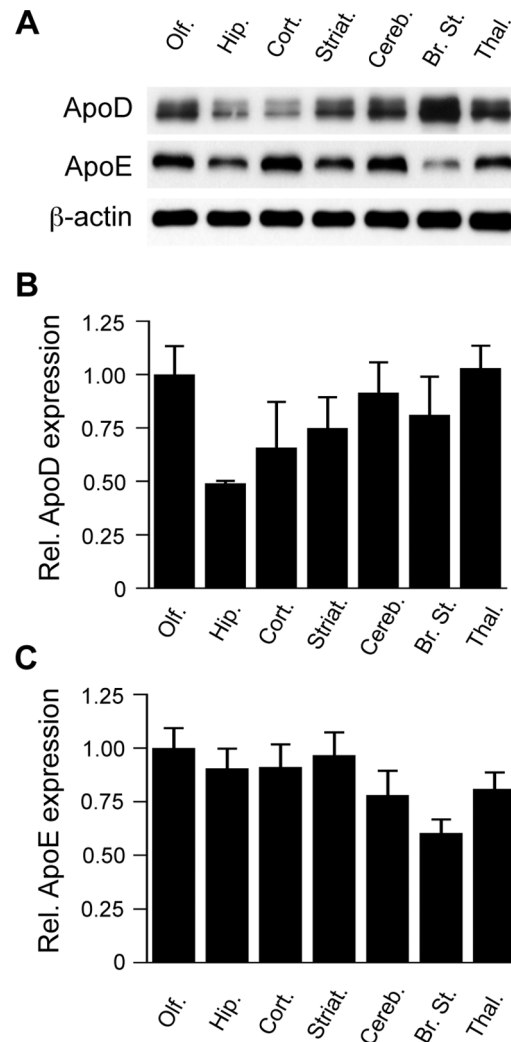 A
Olf. Hip. Cort. Striat. Cereb. Br. St. Thal.
ApoD
ApoE
β-actin
B
Rel. ApoD expression
1.25
1.00
0.75
0.50
0.25
0
Olf. Hip. Cort. Striat. Cereb. Br. St. Thal.
C
Rel. ApoE expression
1.25
1.00
0.75
0.50
0.25
0
Olf. Hip. Cort. Striat. Cereb. Br. St. Thal.